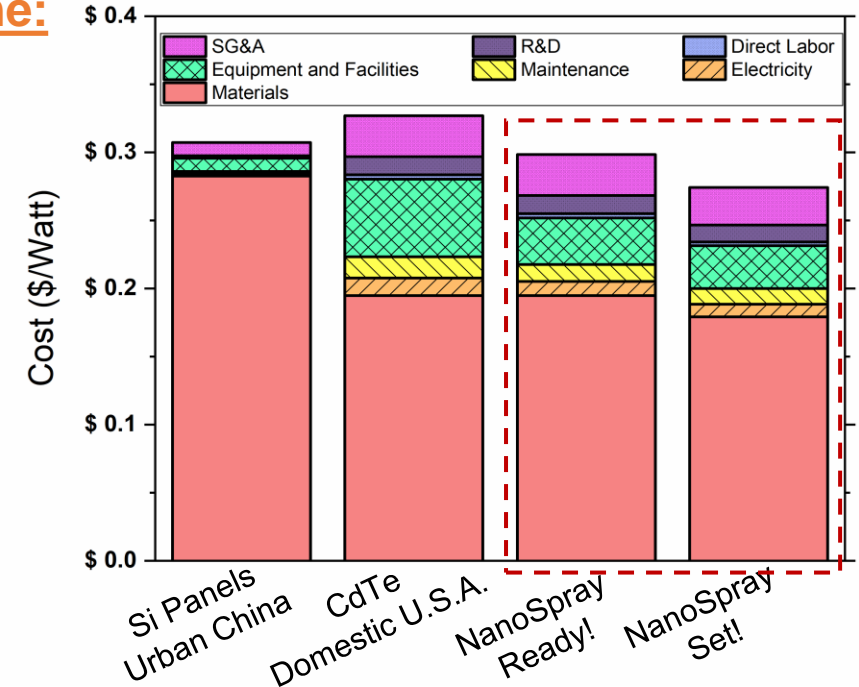 ne:
$ 0.4
SG&A R&D Direct Labor
Equipment and Facilities Maintenance Electricity
Materials
$ 0.3
$ 0.2
$ 0.1
$ 0.0
Cost ($/Watt)
Si Panels
Urban China
CdTe
Domestic U.S.A.
NanoSpray
Ready!
NanoSpray
Set!